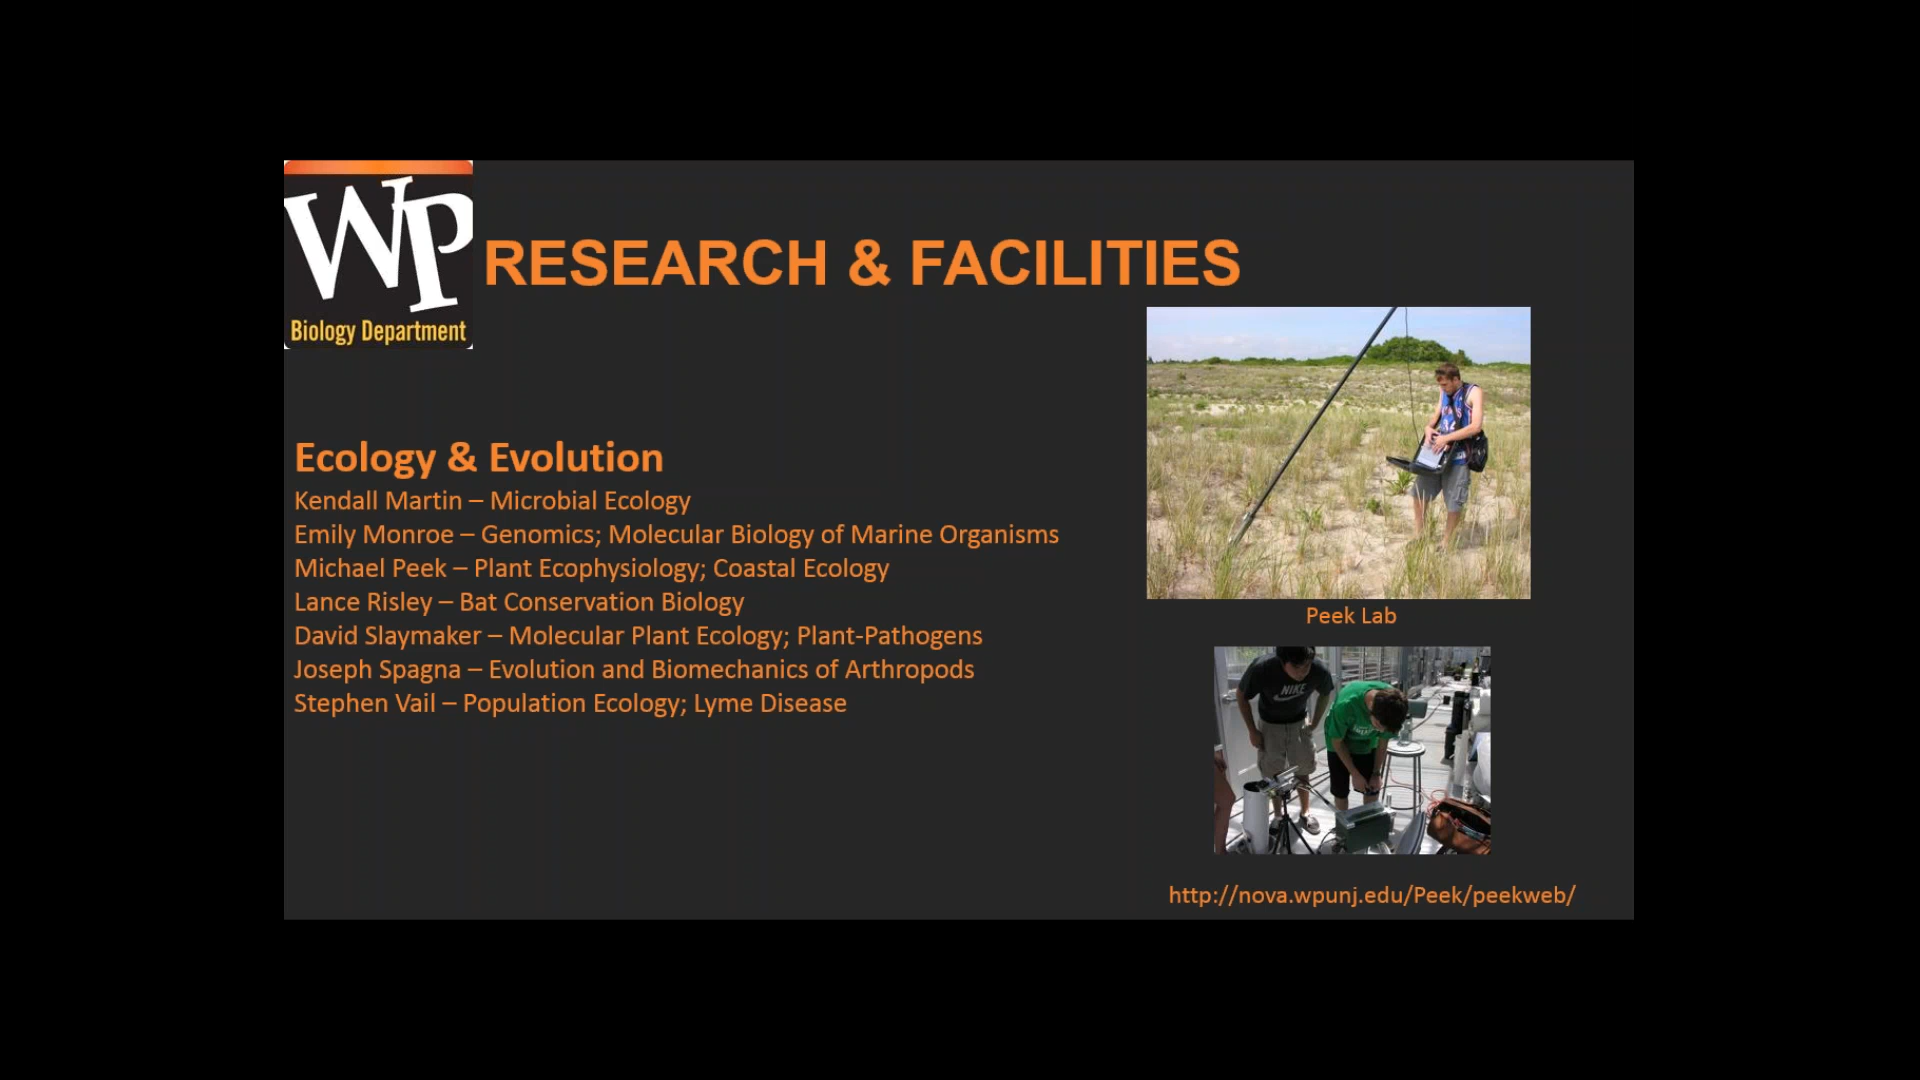 WP
Biology Department
RESEARCH & FACILITIES
Ecology & Evolution
Kendall Martin – Microbial Ecology
Emily Monroe – Genomics; Molecular Biology of Marine Organisms
Michael Peek – Plant Ecophysiology; Coastal Ecology
Lance Risley – Bat Conservation Biology
David Slaymaker – Molecular Plant Ecology; Plant-Pathogens
Joseph Spagna – Evolution and Biomechanics of Arthropods
Stephen Vail – Population Ecology; Lyme Disease
Peek Lab
NIKE
http://nova.wpunj.edu/Peek/peekweb/